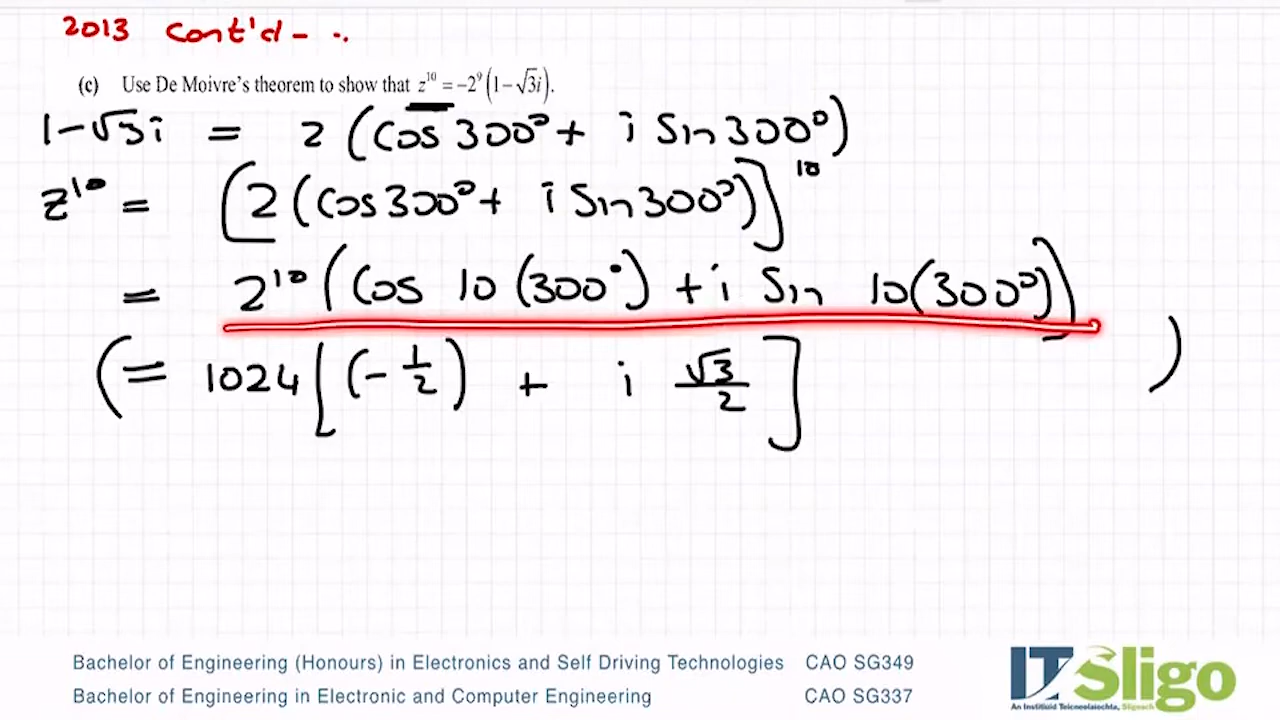 2013 Cont'd - .
(c) Use De Moivre's theorem to show that z¹⁰ = −2⁹(1−√3i).
1−√3i = 2(Cos 300° + i Sin 300°)
z¹⁰ = [2(Cos 300° + i Sin 300°)]¹⁰
= 2¹⁰(Cos 10(300°) + i Sin 10(300°))
(= 1024[(−1/2) + i √3/2] )
Bachelor of Engineering (Honours) in Electronics and Self Driving Technologies CAO SG349
Bachelor of Engineering in Electronic and Computer Engineering CAO SG337
IT Sligo
An Institiúid Teicneolaíochta, Sligeach